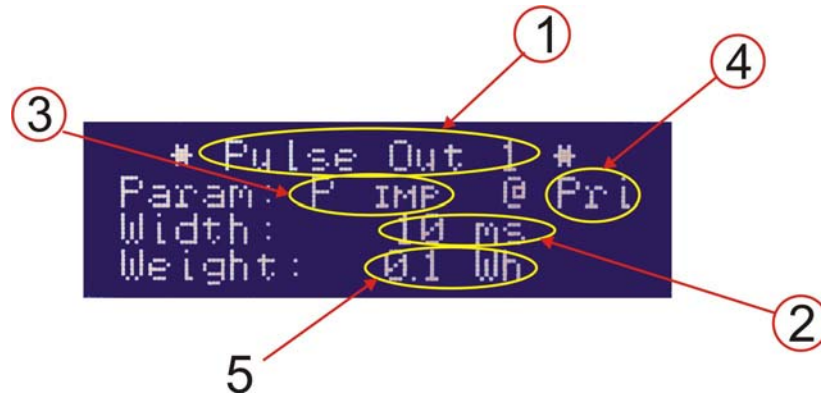 1
4
3
* Pulse Out 1 *
Param: P IMP @ Pri
Width: 10 ms
Weight: 0.1 Wh
2
5